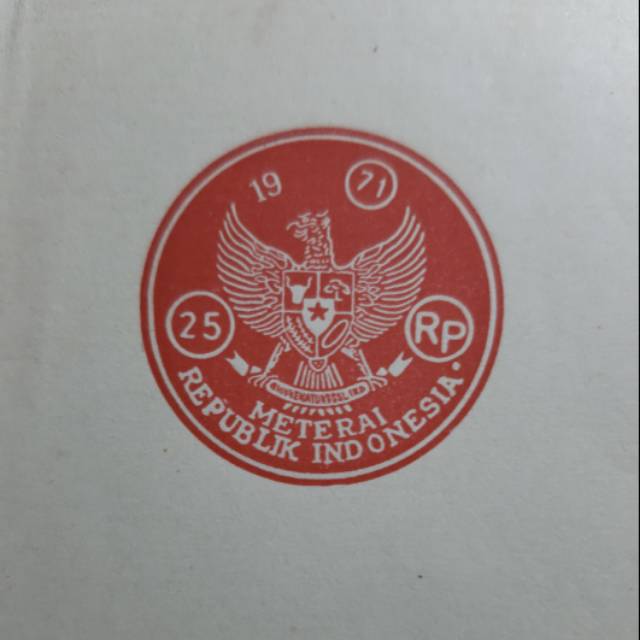 19 71
25 RP
METERAI
REPUBLIK INDONESIA